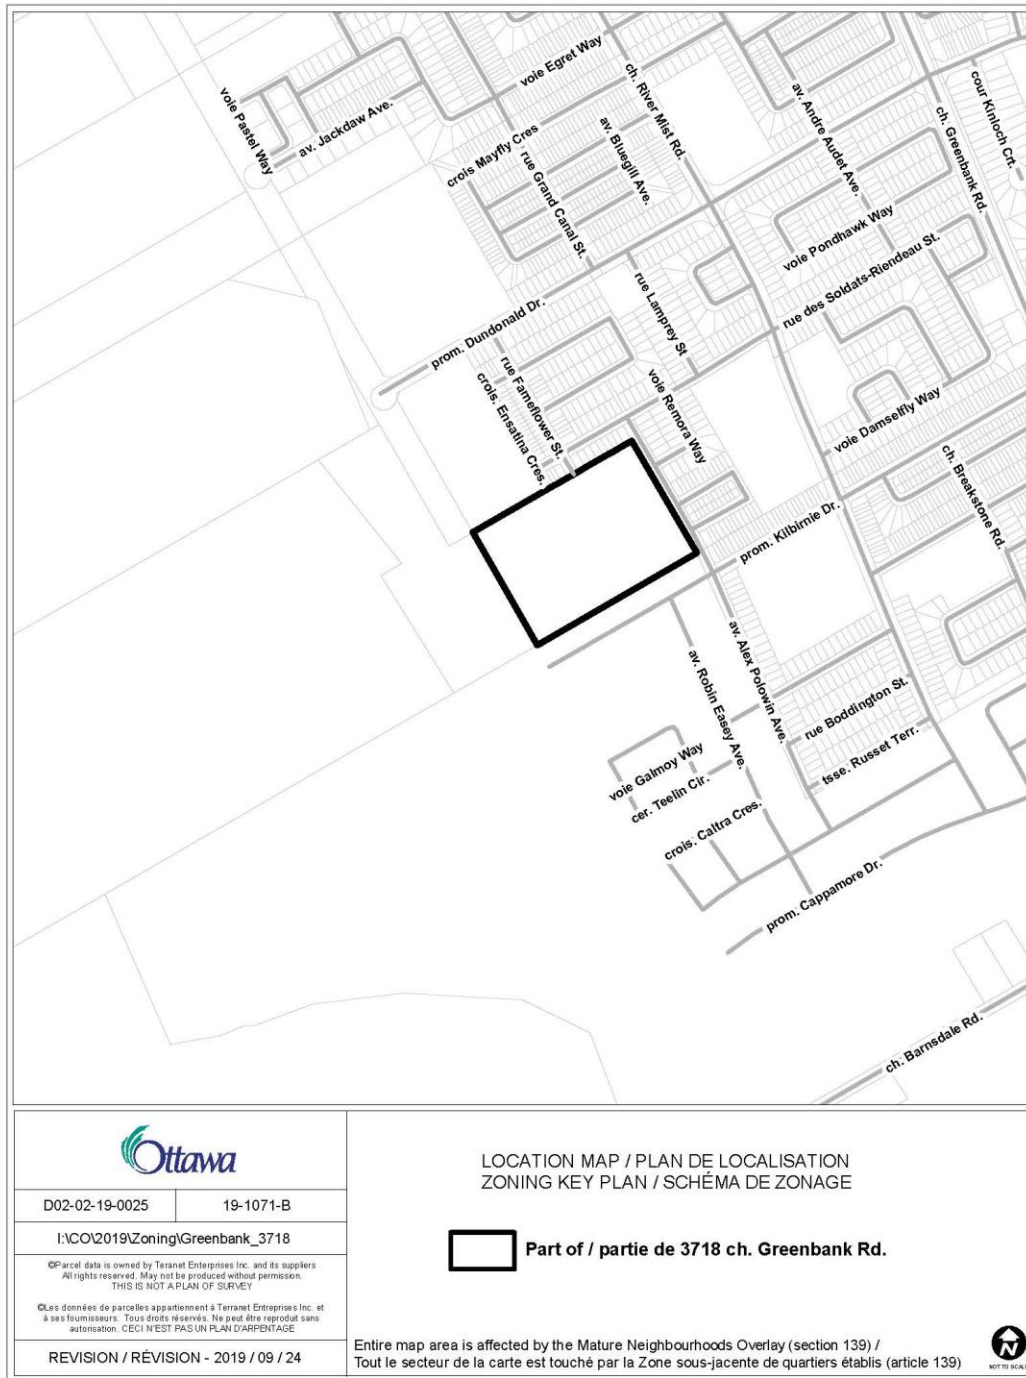 voie Pastel Way
av. Jackdaw Ave.
voie Egret Way
crois Mayfly Cres
rue Grand Canal St.
av. Bluegill Ave.
ch. River Mist Rd.
av. Andre Audet Ave.
ch. Greenbank Rd.
cour Kinloch Crt.
voie Pondhawk Way
rue des Soldats-Riendeau St.
prom. Dundonald Dr.
rue Lamprey St
rue Fameflower St.
crois. Ensatina Cres.
voie Remora Way
voie Damselfly Way
ch. Breakstone Rd.
prom. Kilbirnie Dr.
av. Alex Polowin Ave.
av. Robin Easey Ave.
rue Boddington St.
tsse. Russet Terr.
voie Galmoy Way
cer. Teelin Cir.
crois. Caltra Cres.
prom. Cappamore Dr.
ch. Barnsdale Rd.
Ottawa
D02-02-19-0025
19-1071-B
I:\CO\2019\Zoning\Greenbank_3718
©Parcel data is owned by Teranet Enterprises Inc. and its suppliers
All rights reserved. May not be produced without permission.
THIS IS NOT A PLAN OF SURVEY
©Les données de parcelles appartiennent à Terranet Entreprises Inc. et
à ses fournisseurs. Tous droits réservés. Ne peut être reproduit sans
autorisation. CECI N'EST PAS UN PLAN D'ARPENTAGE
REVISION / RÉVISION - 2019 / 09 / 24
LOCATION MAP / PLAN DE LOCALISATION
ZONING KEY PLAN / SCHÉMA DE ZONAGE
Part of / partie de 3718 ch. Greenbank Rd.
Entire map area is affected by the Mature Neighbourhoods Overlay (section 139) /
Tout le secteur de la carte est touché par la Zone sous-jacente de quartiers établis (article 139)
N
NOT TO SCALE